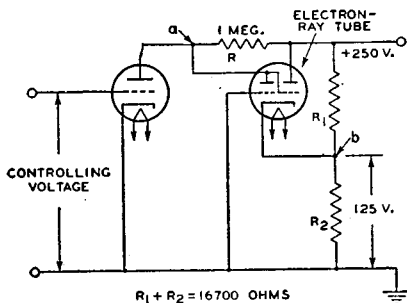 ELECTRON-
RAY TUBE
a
1 MEG.
R
+250 V.
R1
b
CONTROLLING
VOLTAGE
125 V.
R2
R1 + R2 = 16700 OHMS